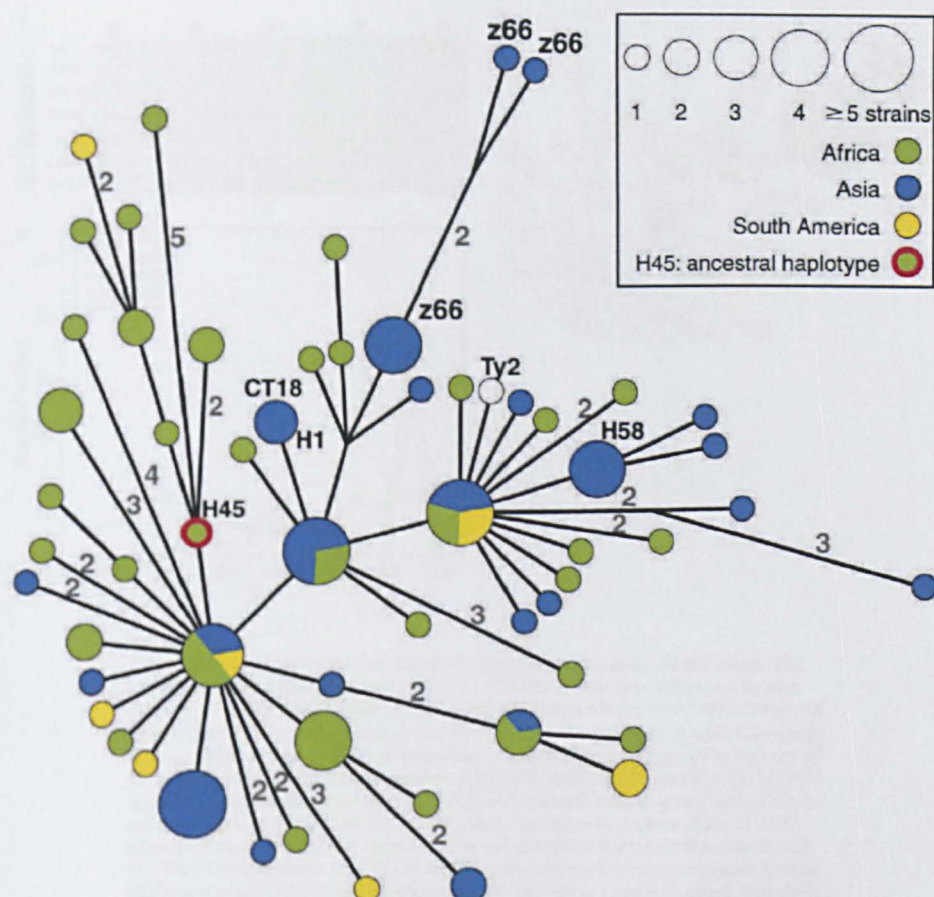 z66
z66
1 2 3 4 ≥ 5 strains
Africa
Asia
South America
H45: ancestral haplotype
2
5
2
z66
Ty2
CT18
H1
2
2
H58
4
3
H45
2
2
3
2
2
3
2
2
2
3
2